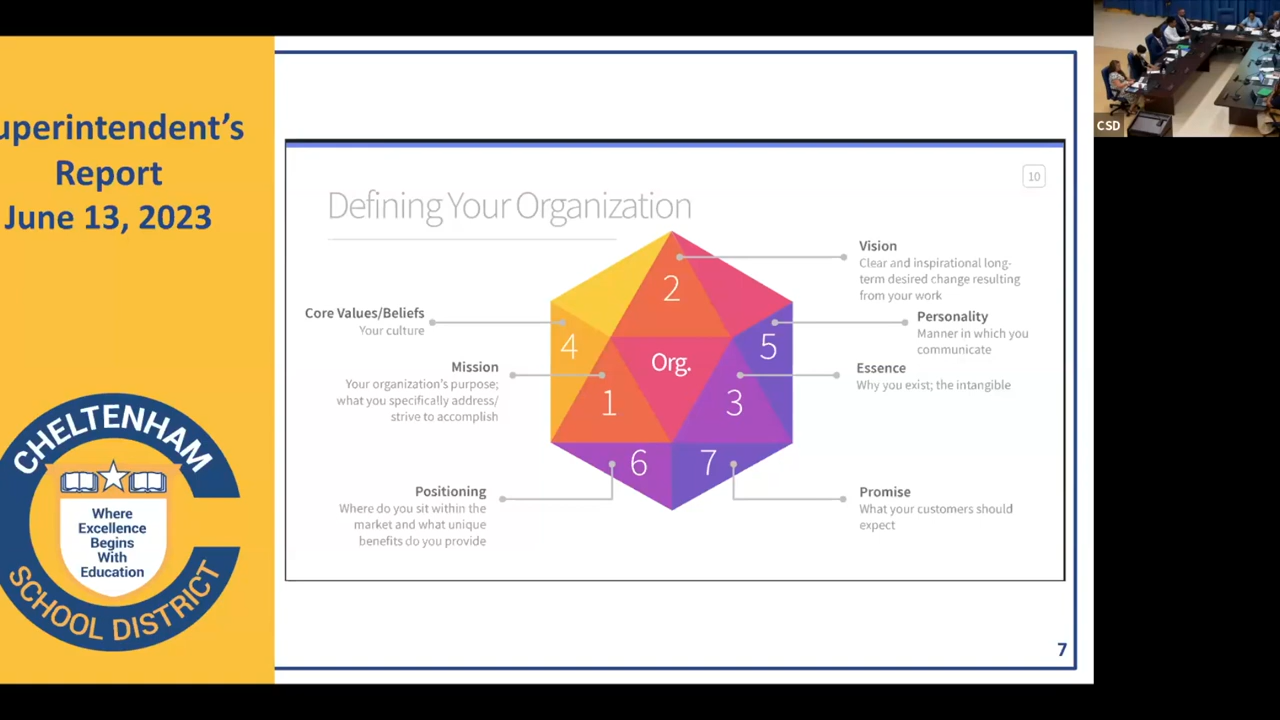 uperintendent’s
Report
June 13, 2023
CHELTENHAM
Where
Excellence
Begins
With
Education
SCHOOL DISTRICT
10
Defining Your Organization
Vision
Clear and inspirational long-
term desired change resulting
from your work
Core Values/Beliefs
Your culture
Personality
Manner in which you
communicate
Mission
Your organization’s purpose;
what you specifically address/
strive to accomplish
Essence
Why you exist; the intangible
2
4
5
Org.
1
3
6
7
Positioning
Where do you sit within the
market and what unique
benefits do you provide
Promise
What your customers should
expect
7
CSD